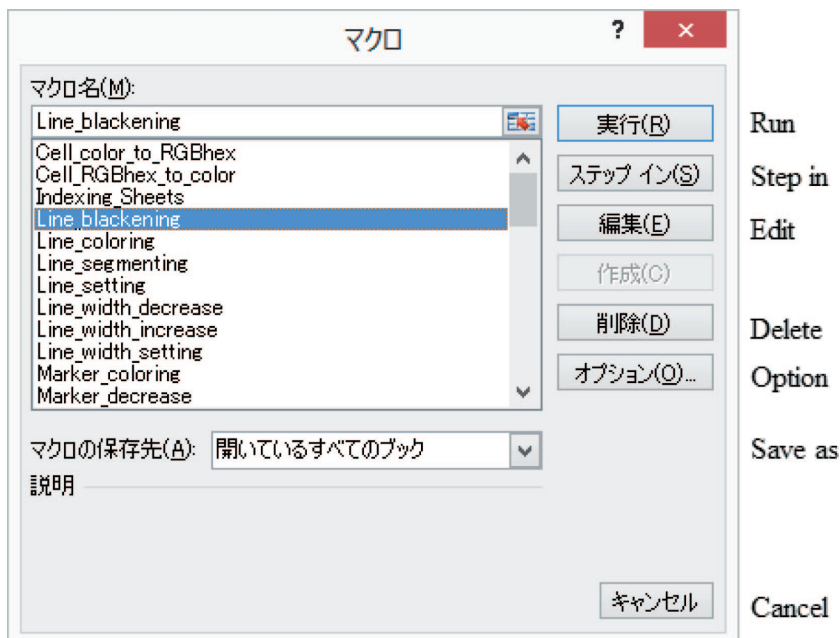 マクロ
?
×
マクロ名(M):
Line_blackening
実行(R)
Run
Cell_color_to_RGBhex
Cell_RGBhex_to_color
Indexing_Sheets
Line_blackening
Line_coloring
Line_segmenting
Line_setting
Line_width_decrease
Line_width_increase
Line_width_setting
Marker_coloring
Marker_decrease
ステップ イン(S)
Step in
編集(E)
Edit
作成(C)
削除(D)
Delete
オプション(O)...
Option
マクロの保存先(A):
開いているすべてのブック
Save as
説明
キャンセル
Cancel